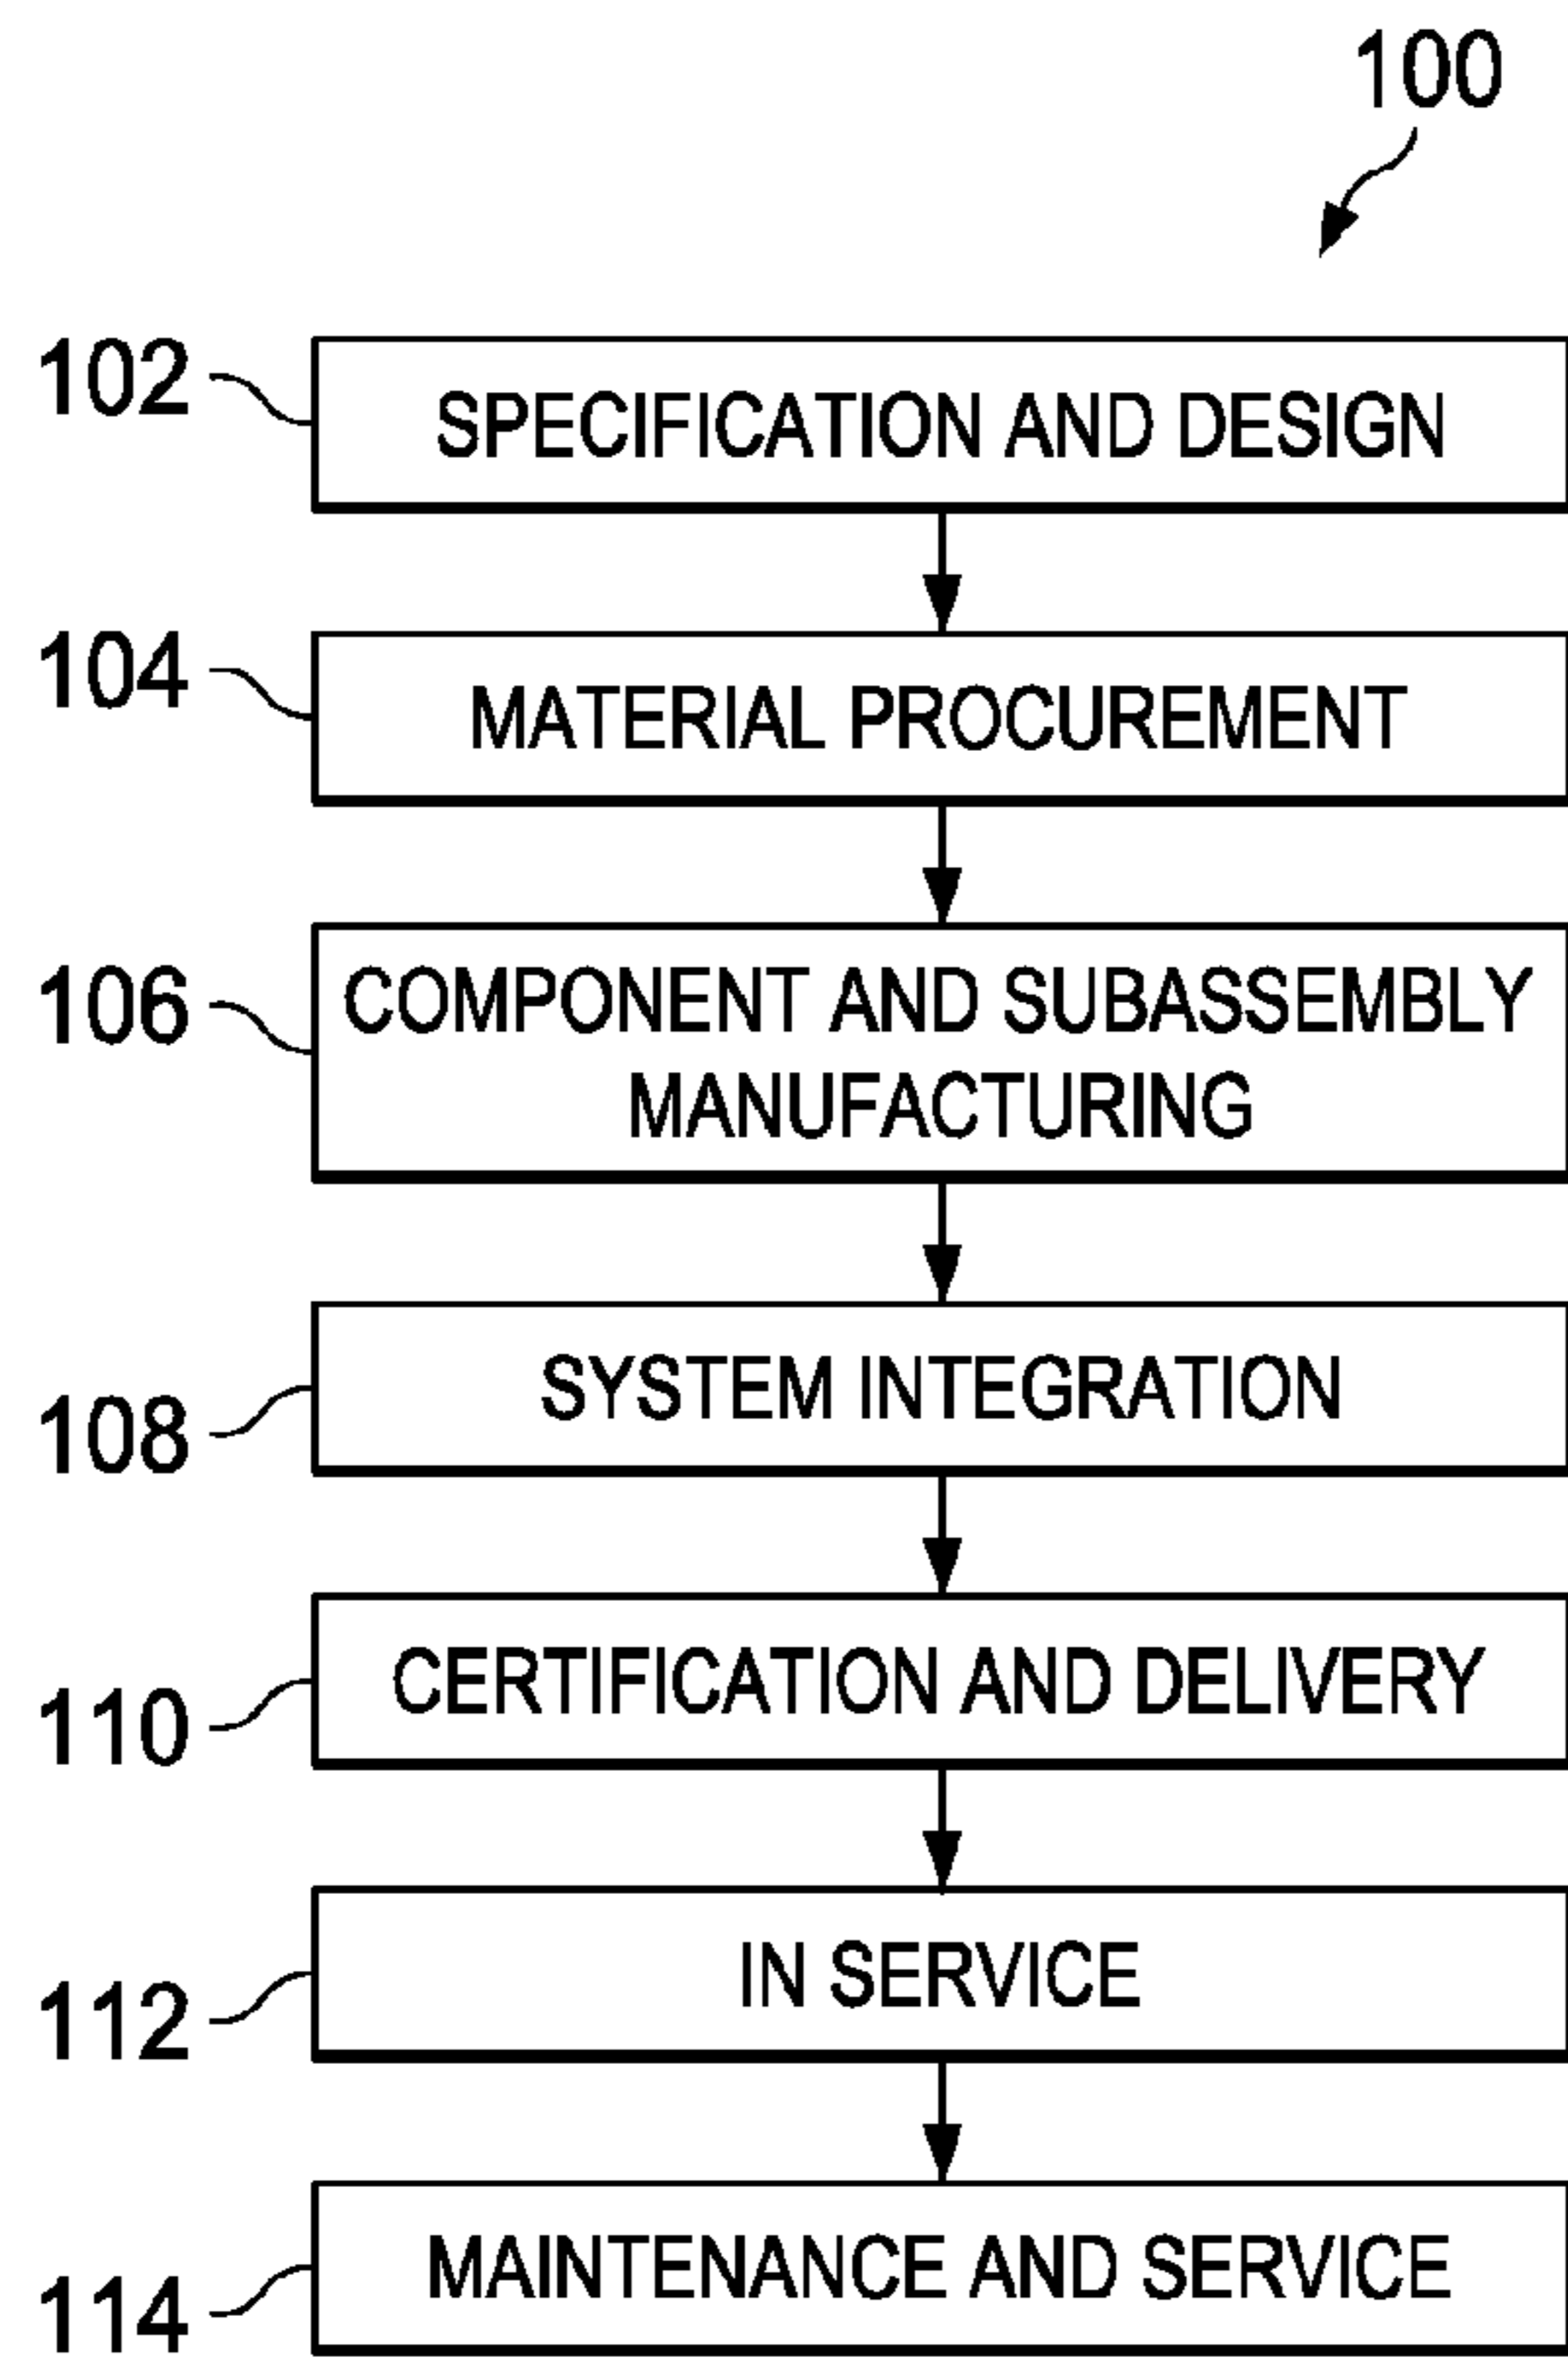 100
102 SPECIFICATION AND DESIGN
104 MATERIAL PROCUREMENT
106 COMPONENT AND SUBASSEMBLY
MANUFACTURING
108 SYSTEM INTEGRATION
110 CERTIFICATION AND DELIVERY
112 IN SERVICE
114 MAINTENANCE AND SERVICE